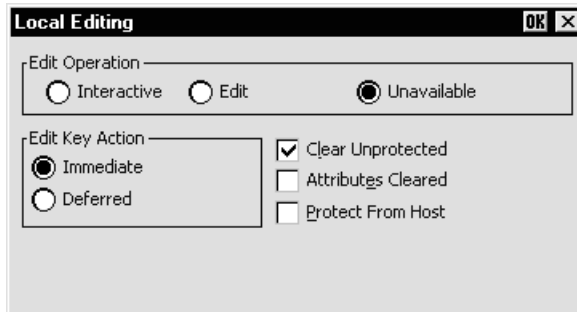 Local Editing OK ×
Edit Operation
Interactive Edit Unavailable
Edit Key Action
Immediate
Deferred
Clear Unprotected
Attributes Cleared
Protect From Host